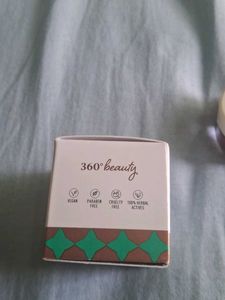 360° beauty
VEGAN
PARABEN
FREE
CRUELTY
FREE
100% HERBAL
ACTIVES